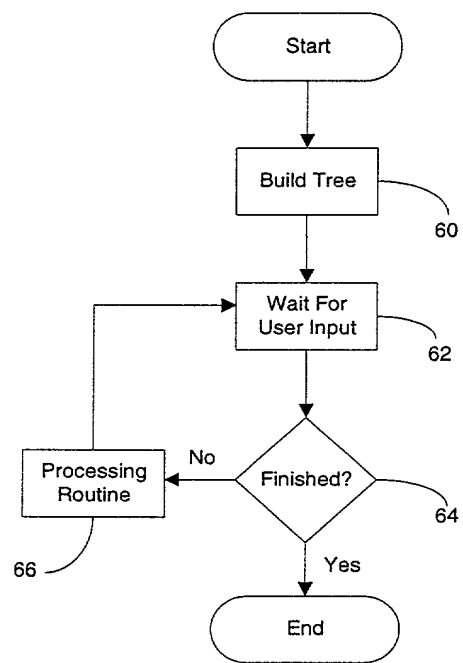 Start
Build Tree
60
Wait For
User Input
62
Finished?
No
64
Processing
Routine
66
Yes
End